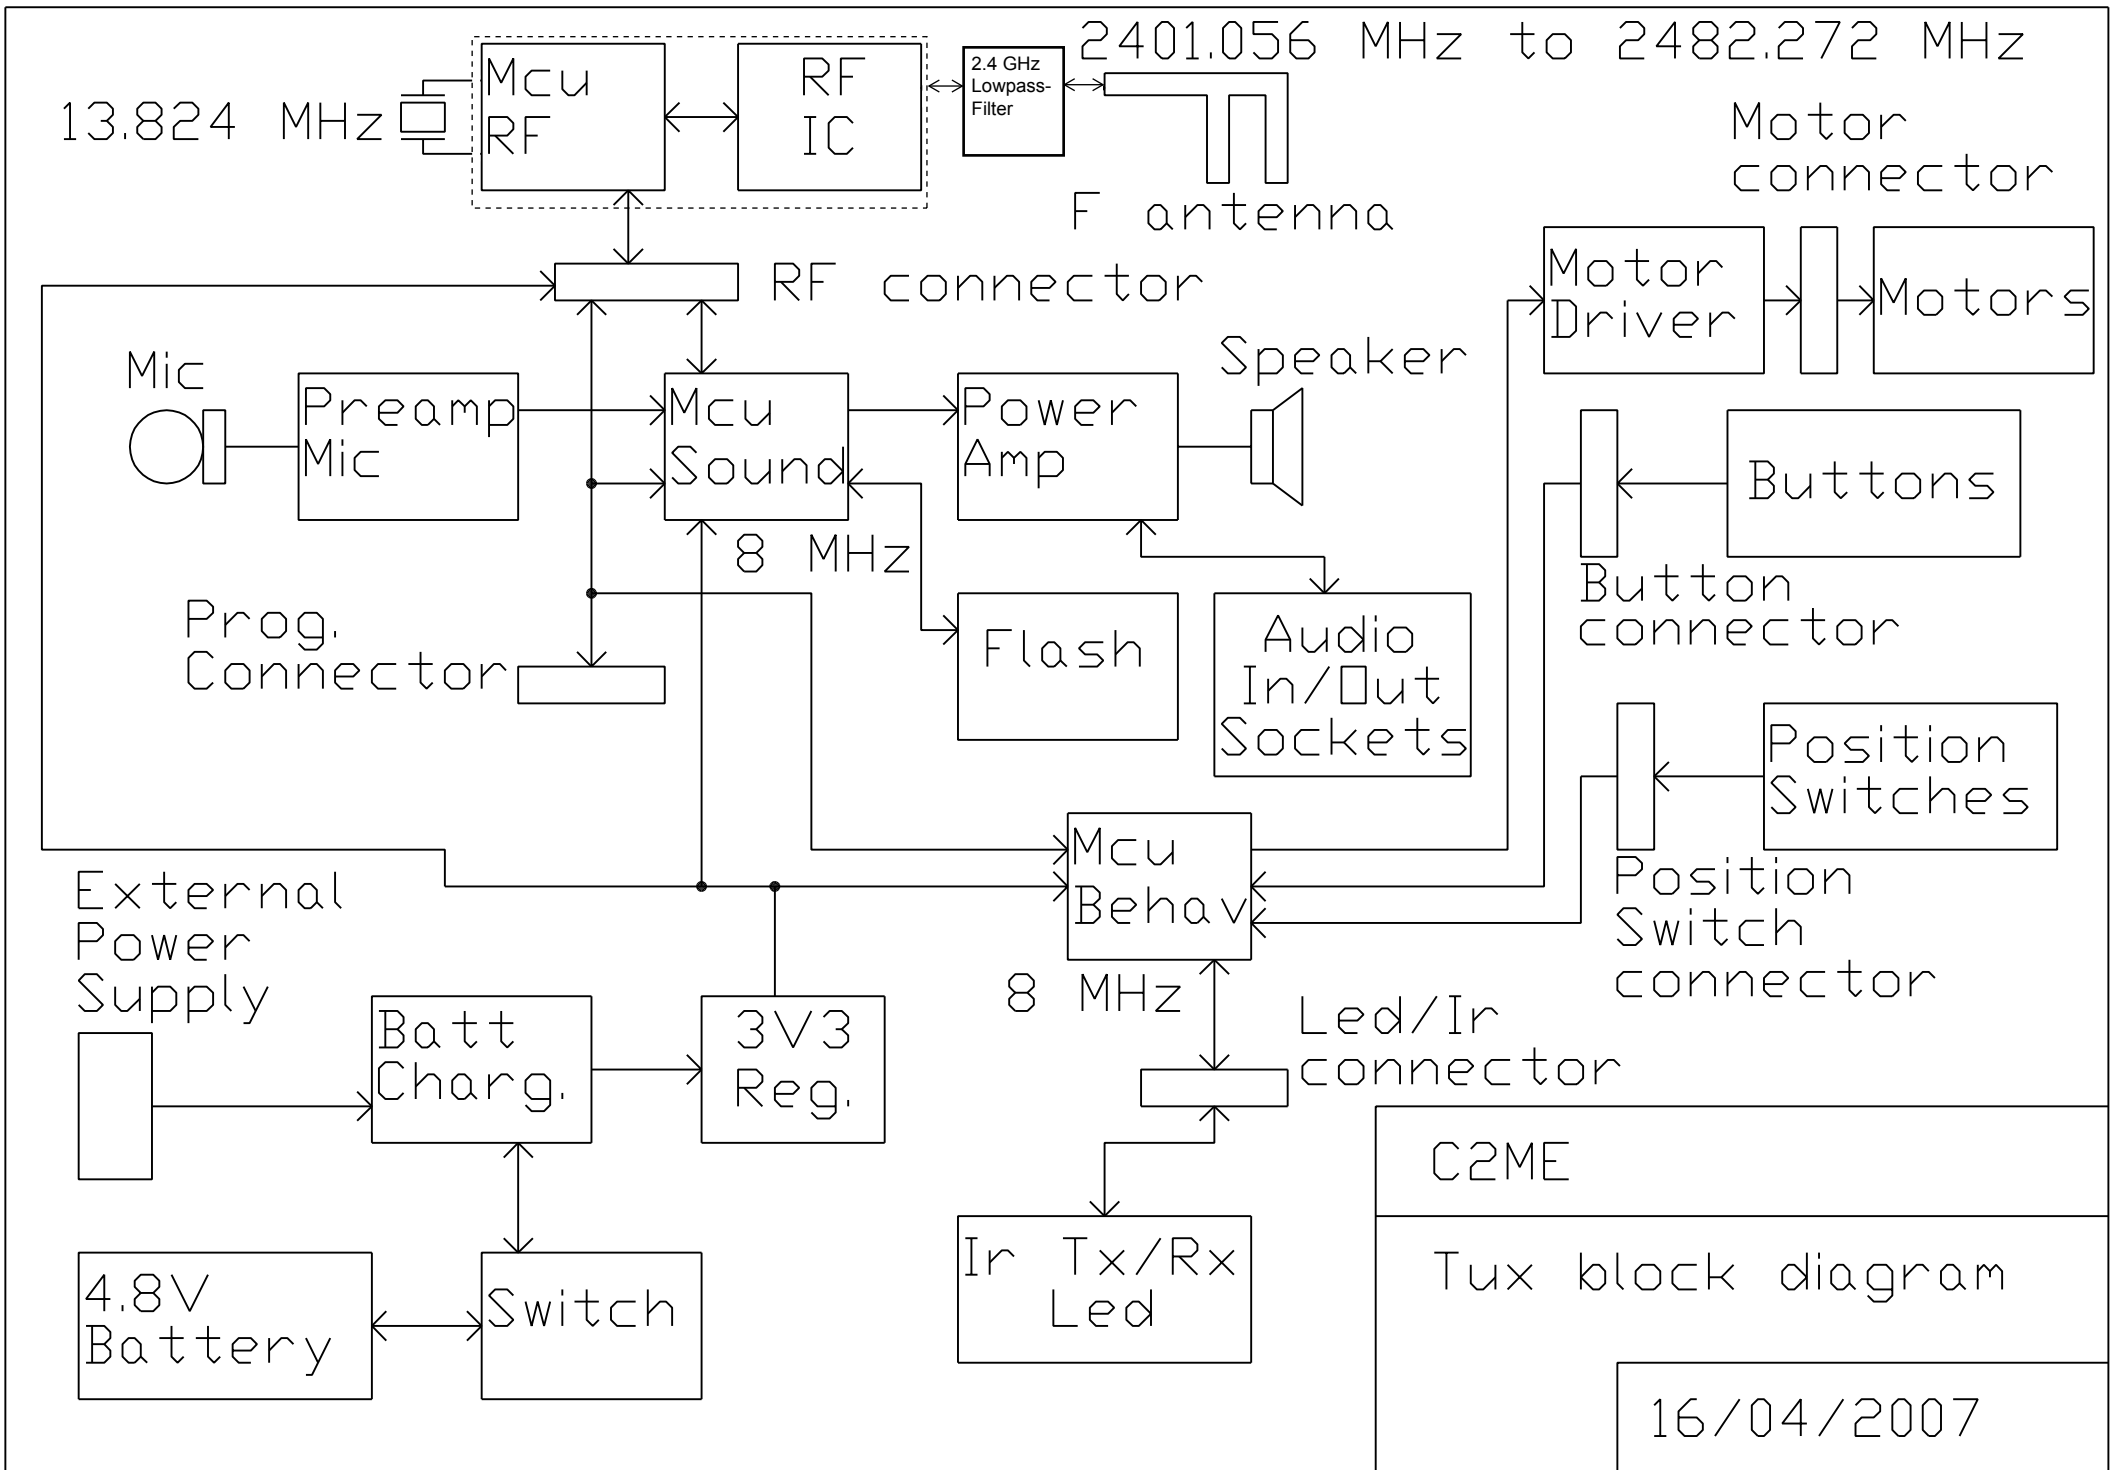 2401.056 MHz to 2482.272 MHz
13.824 MHz
Mcu
RF
RF
IC
2.4 GHz
Lowpass-
Filter
F antenna
Motor
connector
RF connector
Motor
Driver
Motors
Mic
Preamp
Mic
Mcu
Sound
8 MHz
Power
Amp
Speaker
Buttons
Button
connector
Prog.
Connector
Flash
Audio
In/Out
Sockets
Position
Switches
Position
Switch
connector
Mcu
Behav
8 MHz
External
Power
Supply
Batt
Charg.
3V3
Reg.
Led/Ir
connector
4.8V
Battery
Switch
Ir Tx/Rx
Led
C2ME
Tux block diagram
16/04/2007